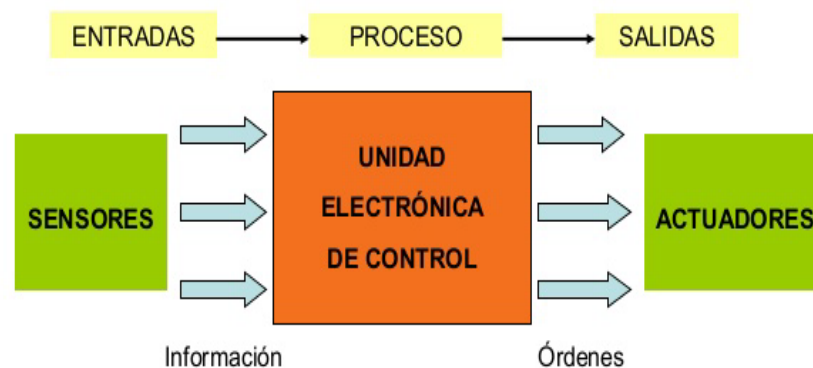 ENTRADAS
PROCESO
SALIDAS
SENSORES
UNIDAD
ELECTRÓNICA
DE CONTROL
ACTUADORES
Información
Órdenes